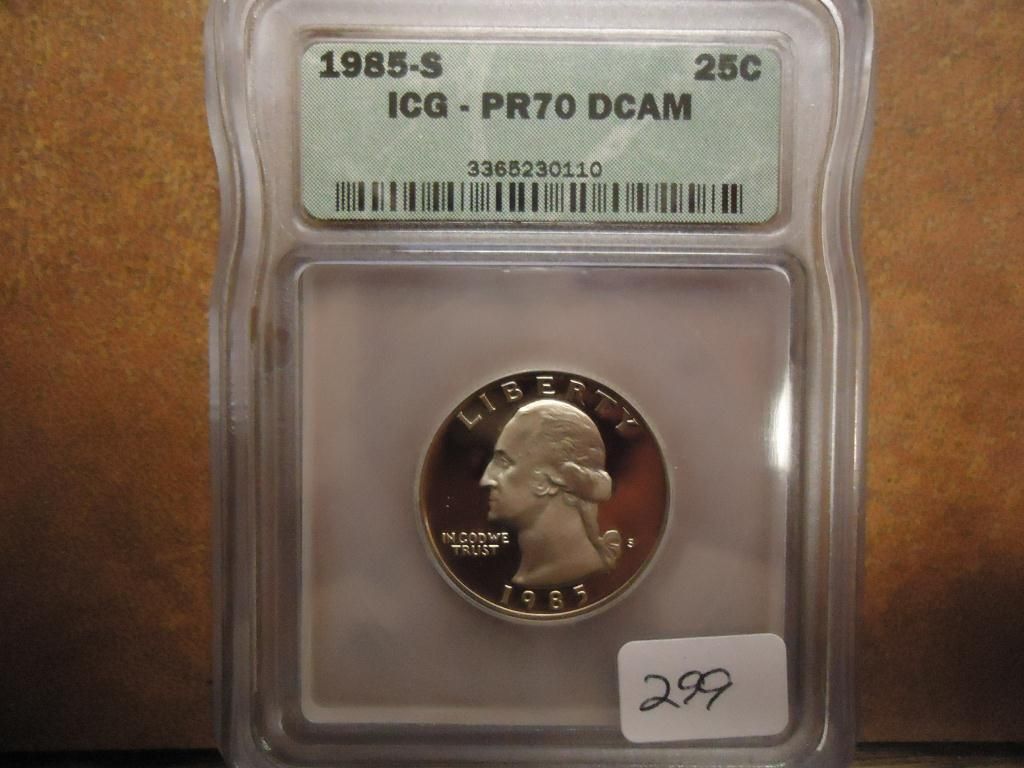 1985-S 25C
ICG - PR70 DCAM
3365230110
LIBERTY
IN GOD WE
TRUST
S
1985
299